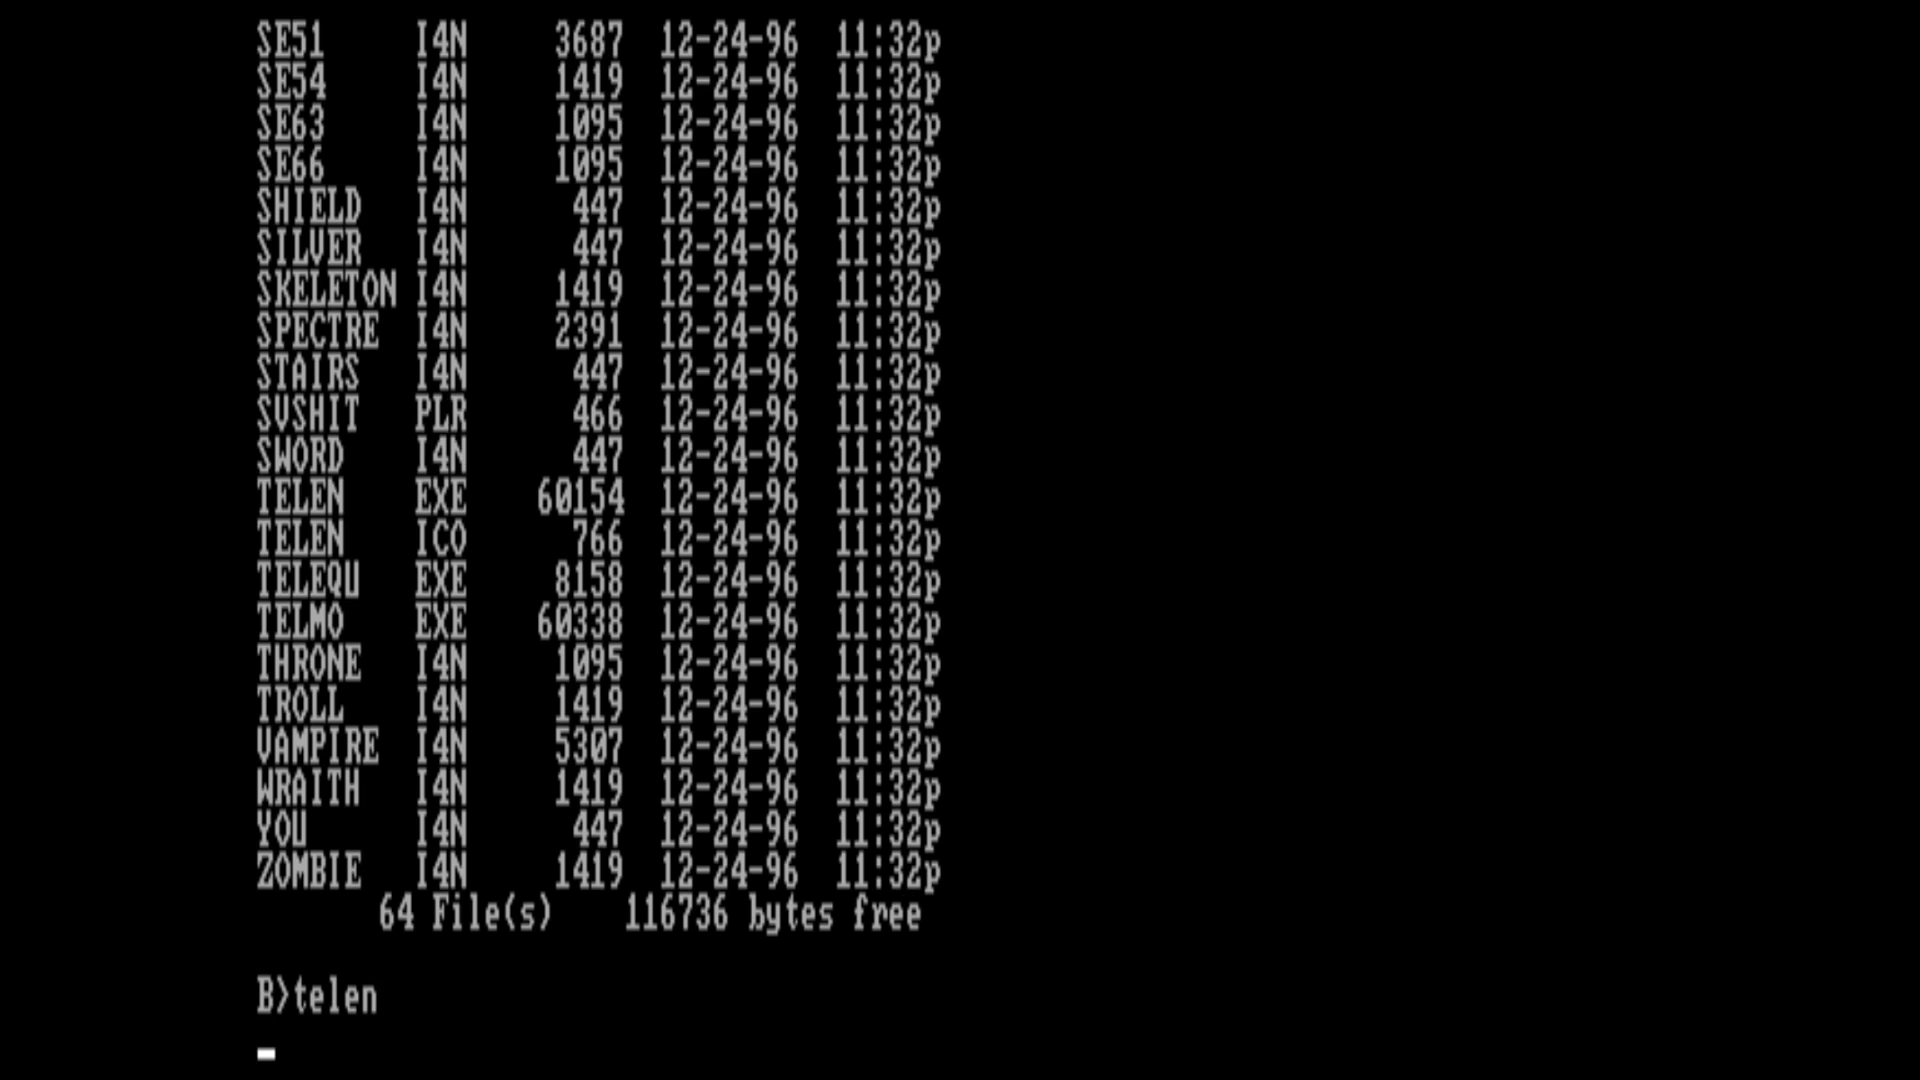 SE51     I4N     3687  12-24-96  11:32p
SE54     I4N     1419  12-24-96  11:32p
SE63     I4N     1095  12-24-96  11:32p
SE66     I4N     1095  12-24-96  11:32p
SHIELD   I4N      447  12-24-96  11:32p
SILVER   I4N      447  12-24-96  11:32p
SKELETON I4N     1419  12-24-96  11:32p
SPECTRE  I4N     2391  12-24-96  11:32p
STAIRS   I4N      447  12-24-96  11:32p
SVSHIT   PLR      466  12-24-96  11:32p
SWORD    I4N      447  12-24-96  11:32p
TELEN    EXE    60154  12-24-96  11:32p
TELEN    ICO      766  12-24-96  11:32p
TELEQU   EXE     8158  12-24-96  11:32p
TELMO    EXE    60338  12-24-96  11:32p
THRONE   I4N     1095  12-24-96  11:32p
TROLL    I4N     1419  12-24-96  11:32p
VAMPIRE  I4N     5307  12-24-96  11:32p
WRAITH   I4N     1419  12-24-96  11:32p
YOU      I4N      447  12-24-96  11:32p
ZOMBIE   I4N     1419  12-24-96  11:32p
64 File(s)    116736 bytes free
B>telen